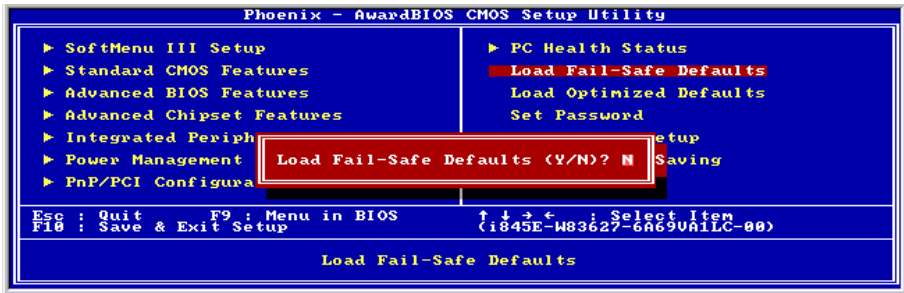 Phoenix - AwardBIOS CMOS Setup Utility
► SoftMenu III Setup
► Standard CMOS Features
► Advanced BIOS Features
► Advanced Chipset Features
► Integrated Periph
► Power Management
► PnP/PCI Configura
► PC Health Status
Load Fail-Safe Defaults
Load Optimized Defaults
Set Password
etup
Saving
Load Fail-Safe Defaults (Y/N)? N
Esc : Quit F9 : Menu in BIOS ↑ ↓ → ← : Select Item
F10 : Save & Exit Setup (i845E-W83627-6A69VA1LC-00)
Load Fail-Safe Defaults